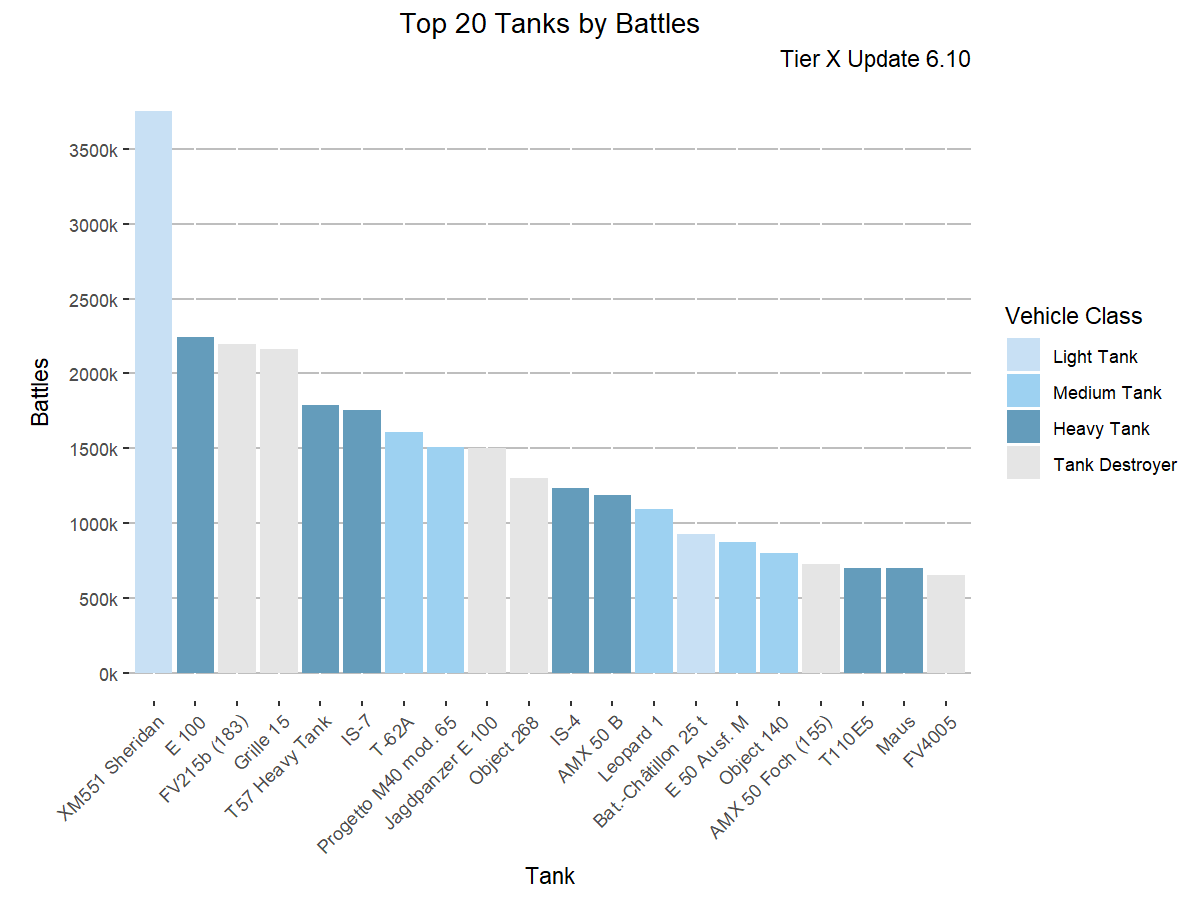 Top 20 Tanks by Battles
Tier X Update 6.10
Battles
3500k
3000k
2500k
2000k
1500k
1000k
500k
0k
XM551 Sheridan
E 100
FV215b (183)
Grille 15
T57 Heavy Tank
IS-7
T-62A
Progetto M40 mod. 65
Jagdpanzer E 100
Object 268
IS-4
AMX 50 B
Leopard 1
Bat.-Châtillon 25 t
E 50 Ausf. M
Object 140
AMX 50 Foch (155)
T110E5
Maus
FV4005
Tank
Vehicle Class
Light Tank
Medium Tank
Heavy Tank
Tank Destroyer